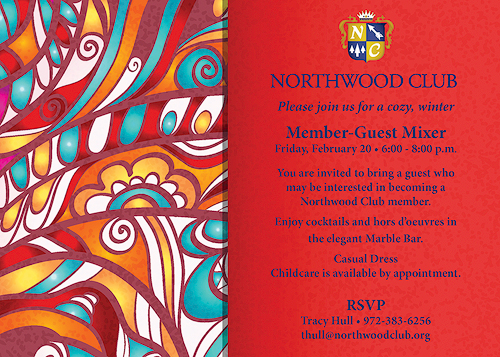 N
C
NORTHWOOD CLUB
Please join us for a cozy, winter
Member-Guest Mixer
Friday, February 20 • 6:00 - 8:00 p.m.
You are invited to bring a guest who
may be interested in becoming a
Northwood Club member.
Enjoy cocktails and hors d'oeuvres in
the elegant Marble Bar.
Casual Dress
Childcare is available by appointment.
RSVP
Tracy Hull • 972-383-6256
thull@northwoodclub.org